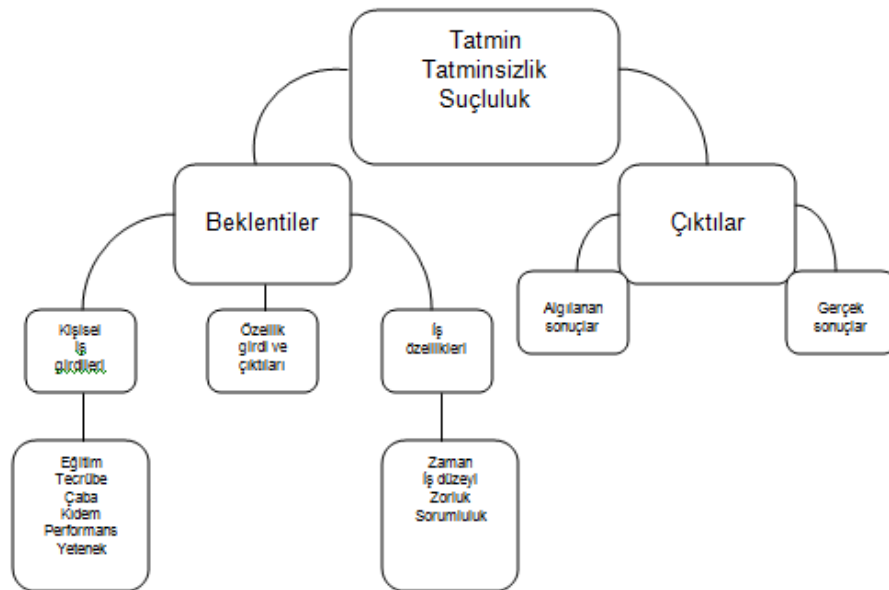 Tatmin
Tatminsizlik
Suçluluk
Beklentiler
Çıktılar
Kişisel
iş
girdileri
Özellik
girdi ve
çıktıları
İş
özellikleri
Algılanan
sonuçlar
Gerçek
sonuçlar
Eğitim
Tecrübe
Çaba
Kıdem
Performans
Yetenek
Zaman
İş düzeyi
Zorluk
Sorumluluk